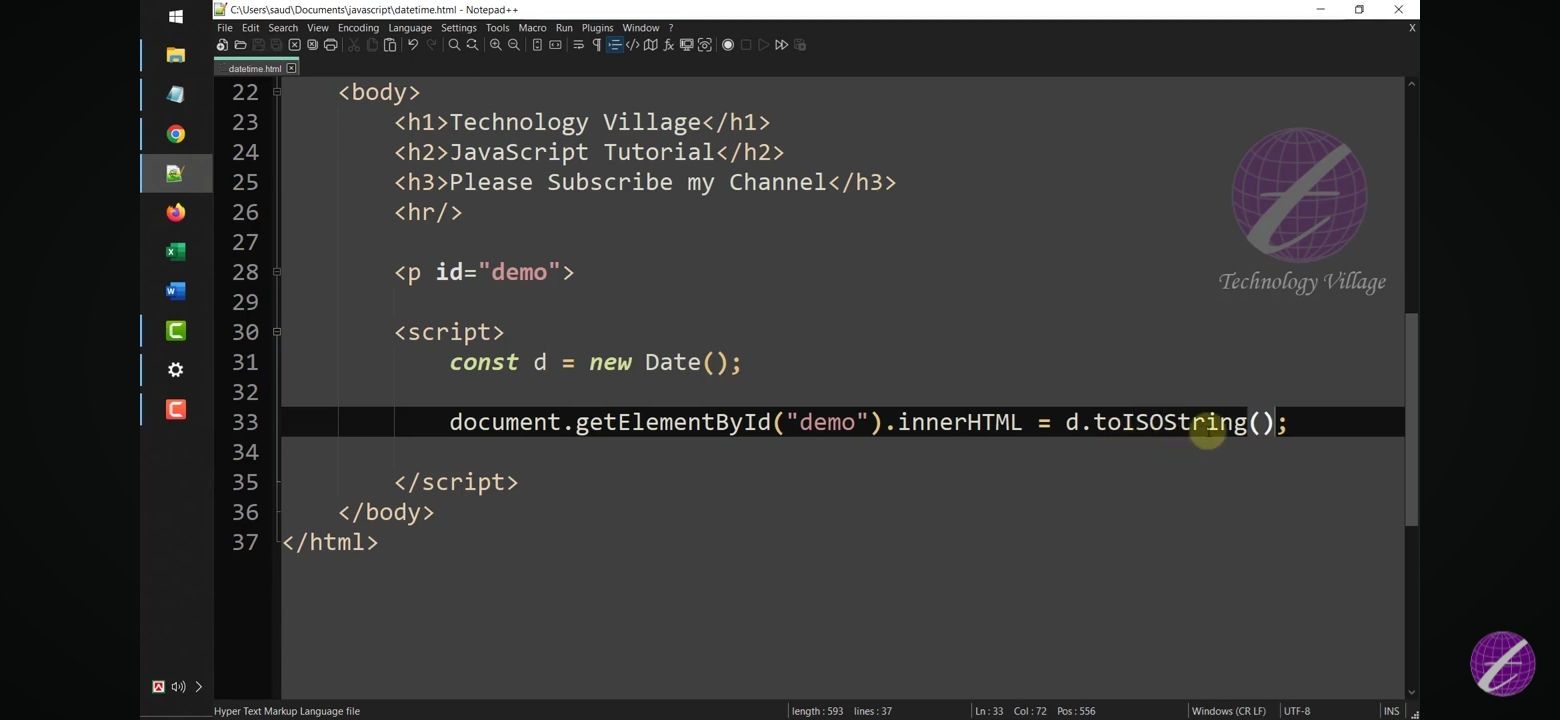 C:\Users\saud\Documents\javascript\datetime.html - Notepad++
File Edit Search View Encoding Language Settings Tools Macro Run Plugins Window ? X
datetime.html
22 <body>
23 <h1>Technology Village</h1>
24 <h2>JavaScript Tutorial</h2>
25 <h3>Please Subscribe my Channel</h3>
26 <hr/>
27
28 <p id="demo">
29
30 <script>
31 const d = new Date();
32
33 document.getElementById("demo").innerHTML = d.toISOString();
34
35 </script>
36 </body>
37 </html>
Technology Village
Hyper Text Markup Language file length : 593 lines : 37 Ln : 33 Col : 72 Pos : 556 Windows (CR LF) UTF-8 INS